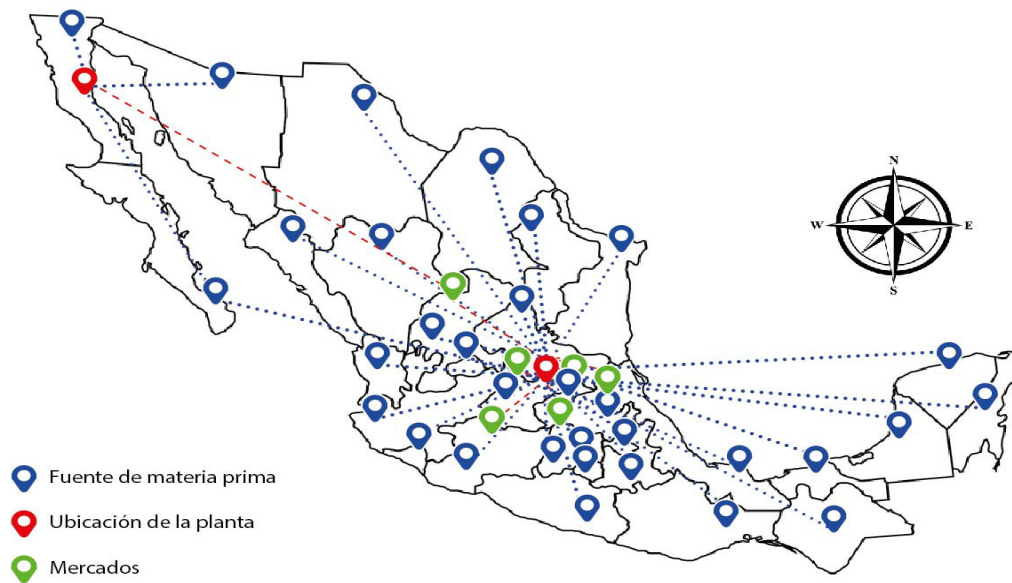 N
W
E
S
Fuente de materia prima
Ubicación de la planta
Mercados